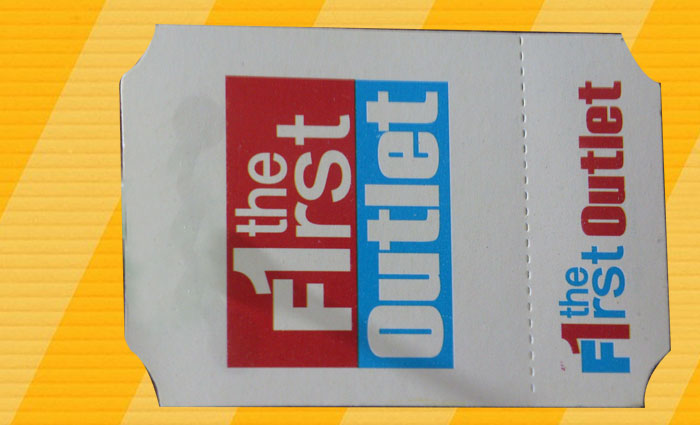 the
F1rst
Outlet
the
F1rst Outlet